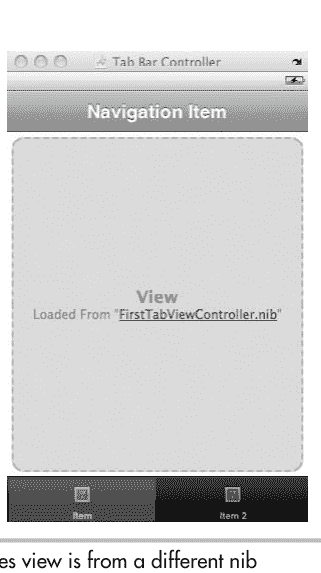 Tab Bar Controller
Navigation Item
View
Loaded From "FirstTabViewController.nib"
Item
Item 2
es view is from a different nib